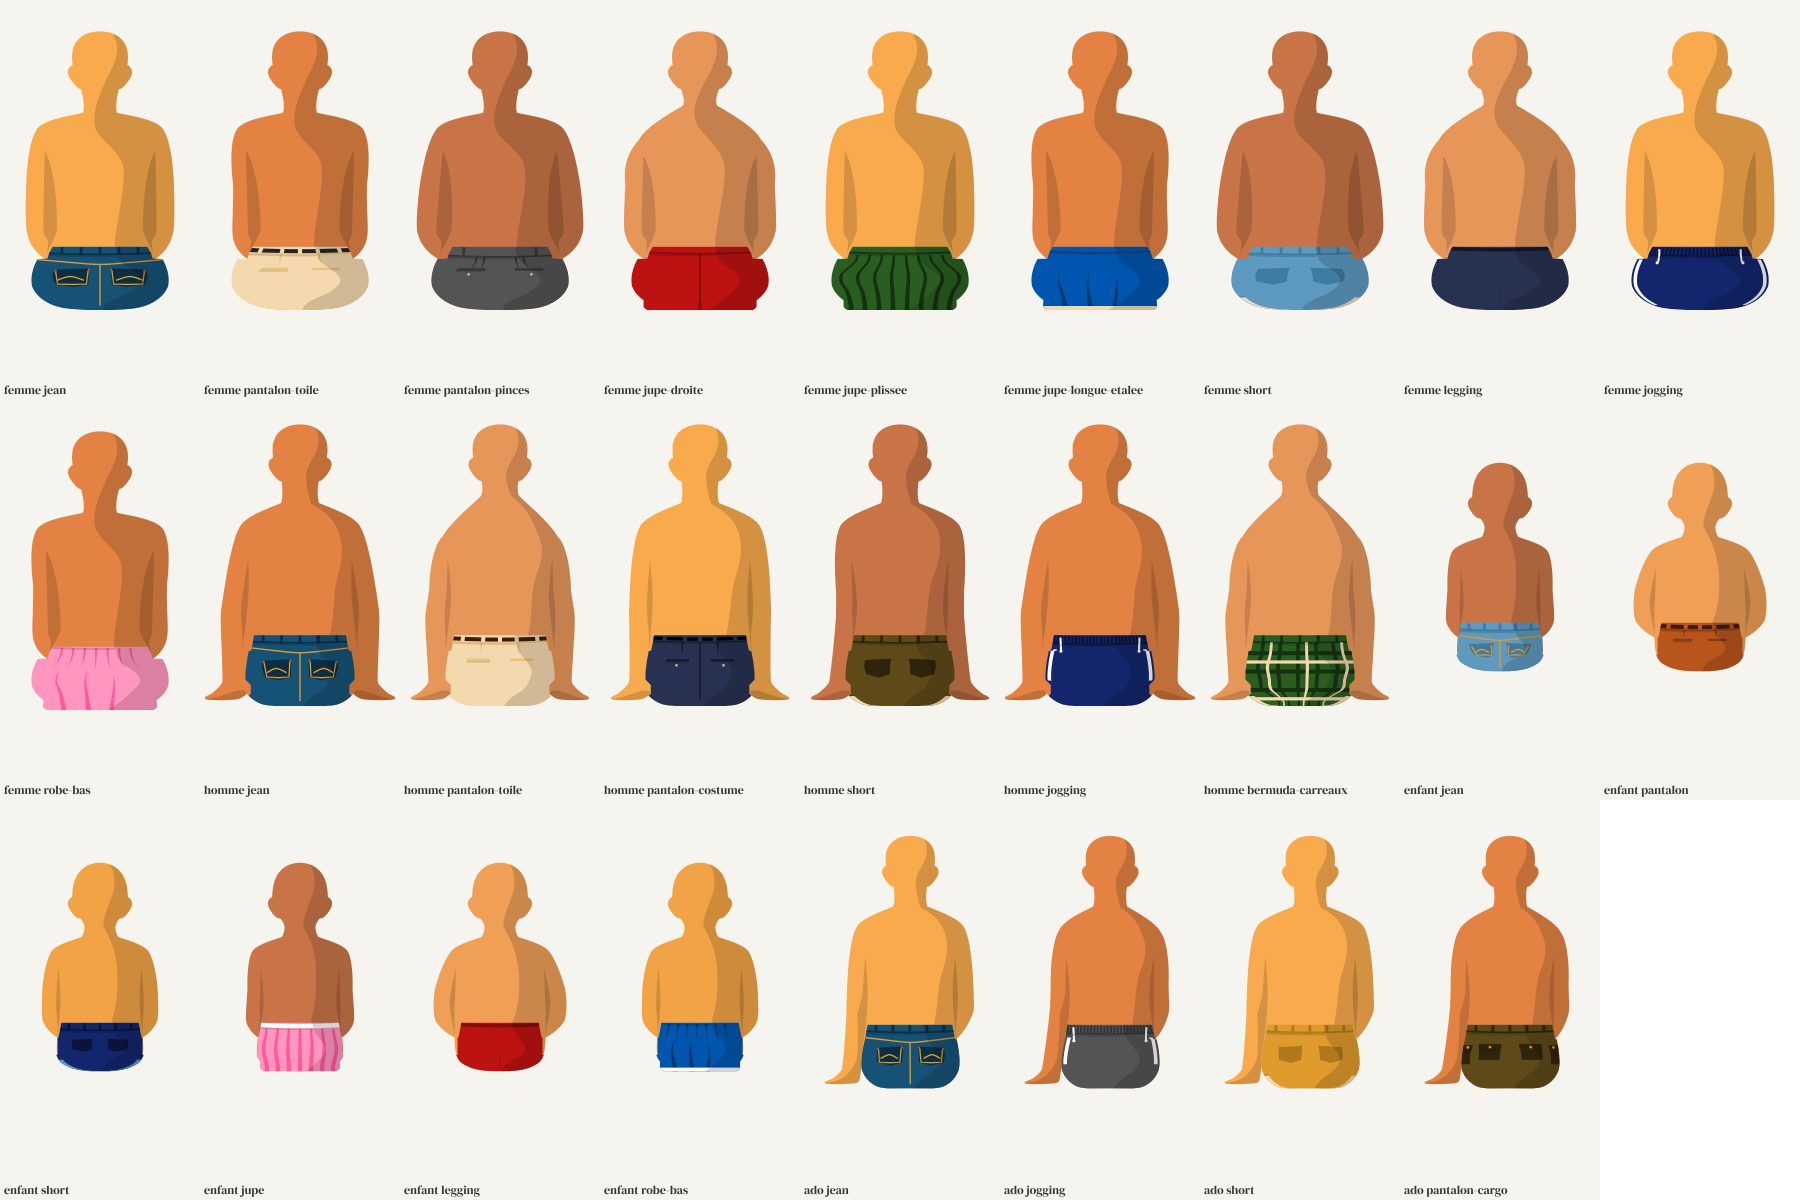 femme jean
femme pantalon-toile
femme pantalon-pinces
femme jupe-droite
femme jupe-plissee
femme jupe-longue-etalee
femme short
femme legging
femme jogging
femme robe-bas
homme jean
homme pantalon-toile
homme pantalon-costume
homme short
homme jogging
homme bermuda-carreaux
enfant jean
enfant pantalon
enfant short
enfant jupe
enfant legging
enfant robe-bas
ado jean
ado jogging
ado short
ado pantalon-cargo